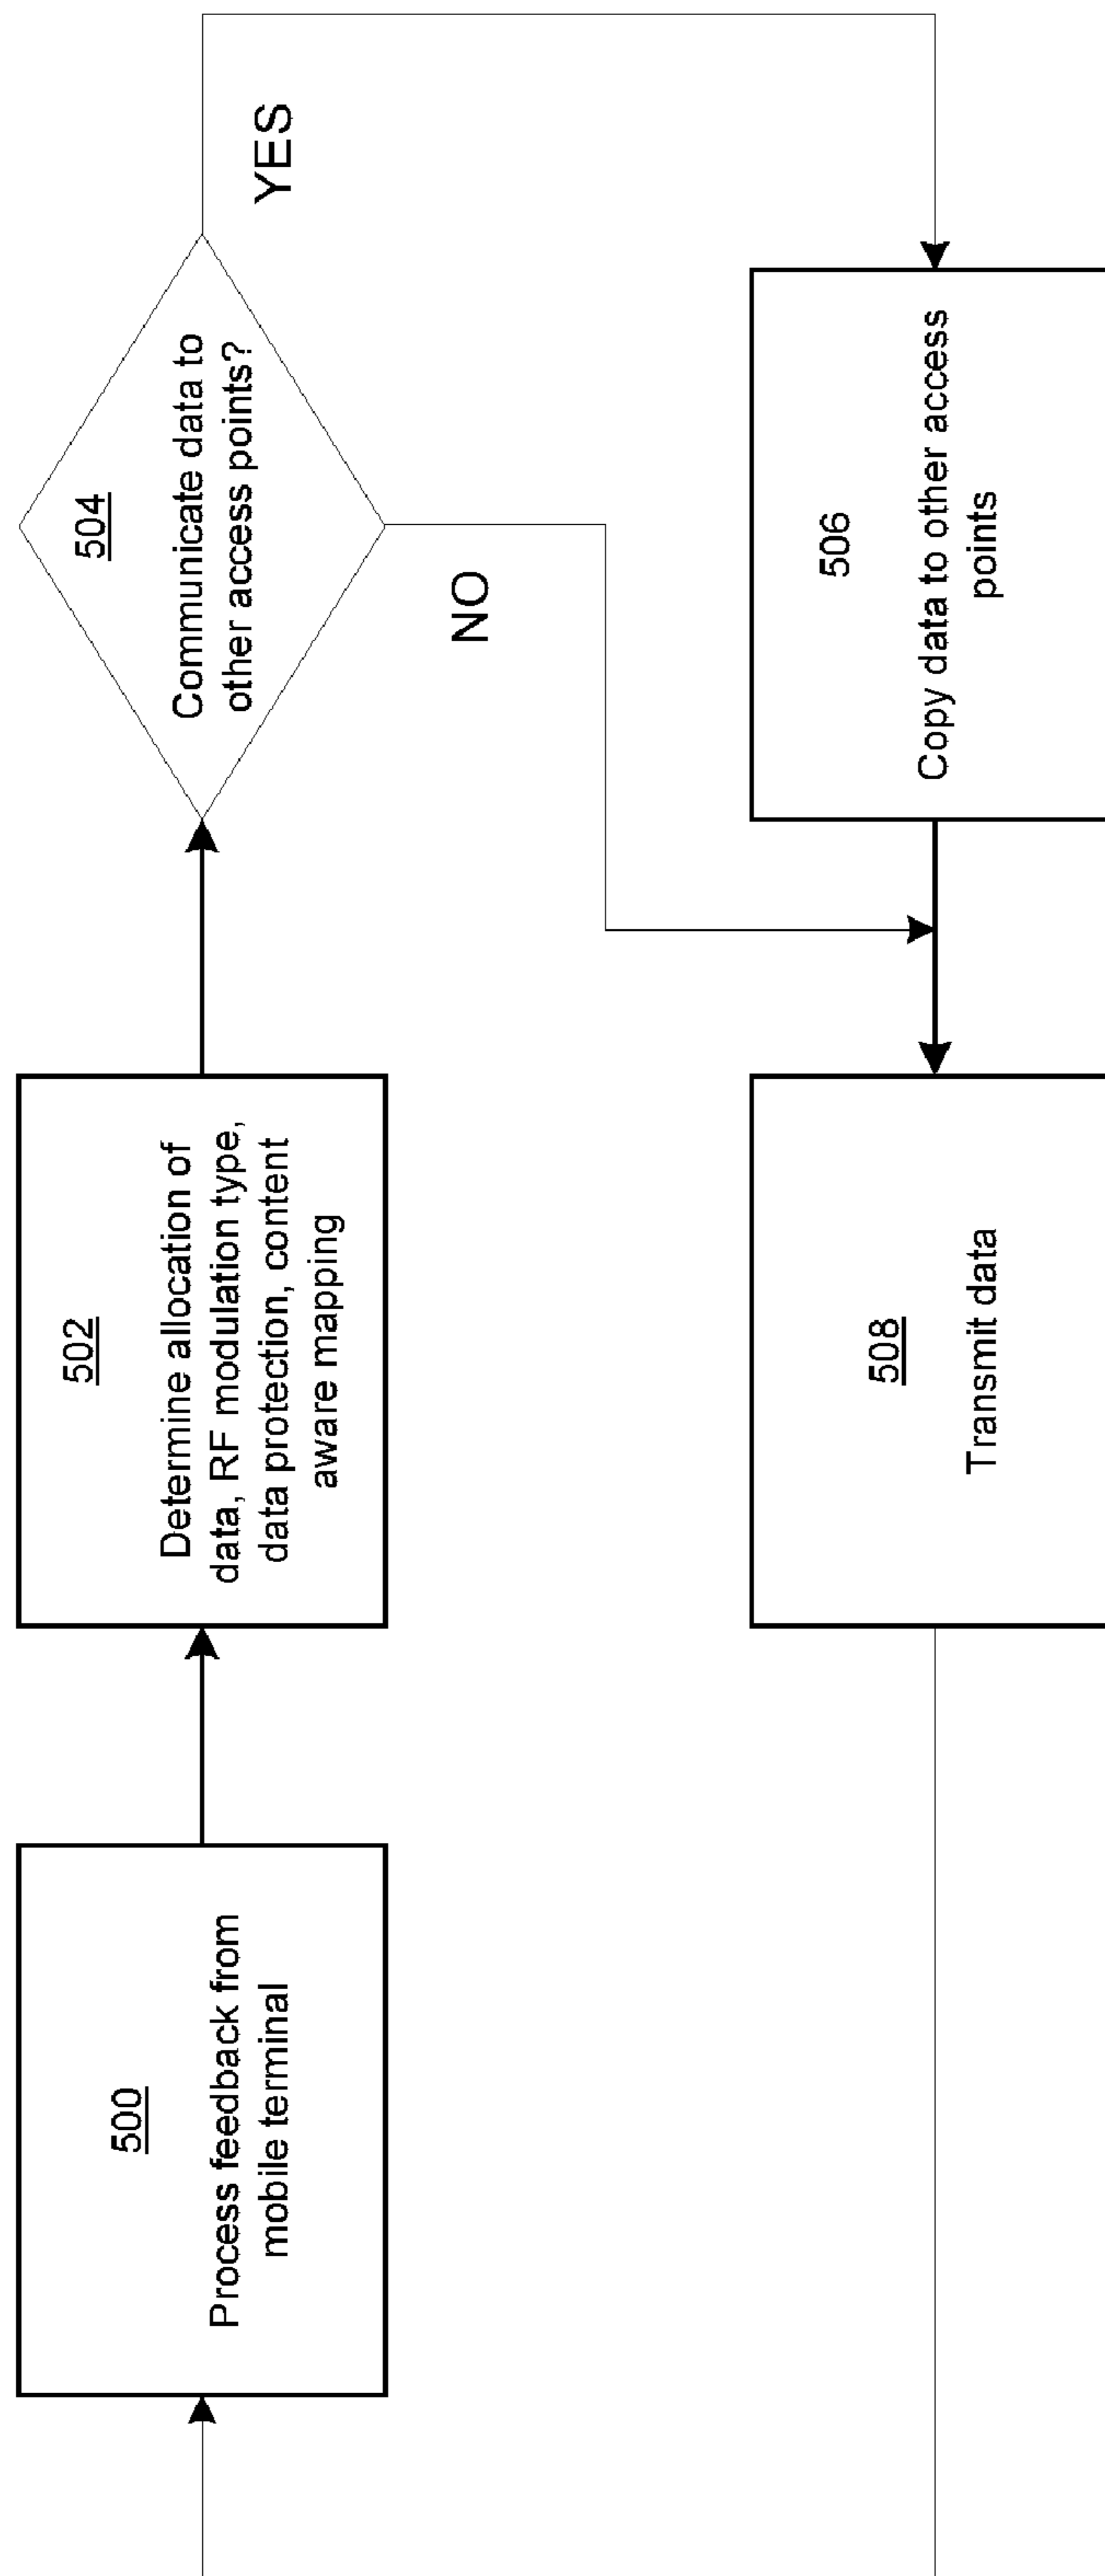 500
Process feedback from
mobile terminal
502
Determine allocation of
data, RF modulation type,
data protection, content
aware mapping
504
Communicate data to
other access points?
YES
NO
506
Copy data to other access
points
508
Transmit data